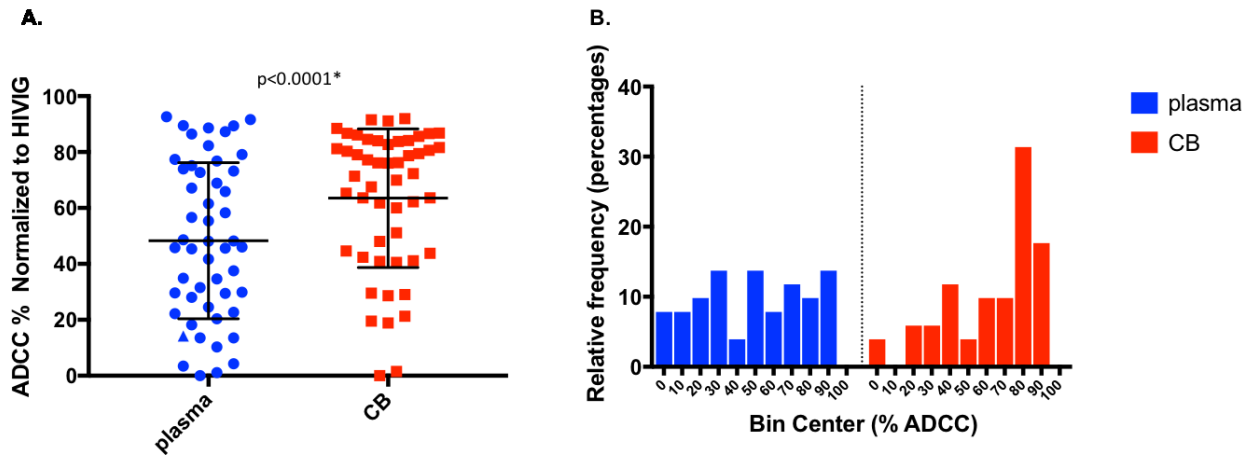 A.
p<0.0001*
ADCC % Normalized to HIVIG
100
80
60
40
20
0
plasma
CB
B.
Relative frequency (percentages)
40
30
20
10
0
0 10 20 30 40 50 60 70 80 90 100 0 10 20 30 40 50 60 70 80 90 100
Bin Center (% ADCC)
plasma
CB